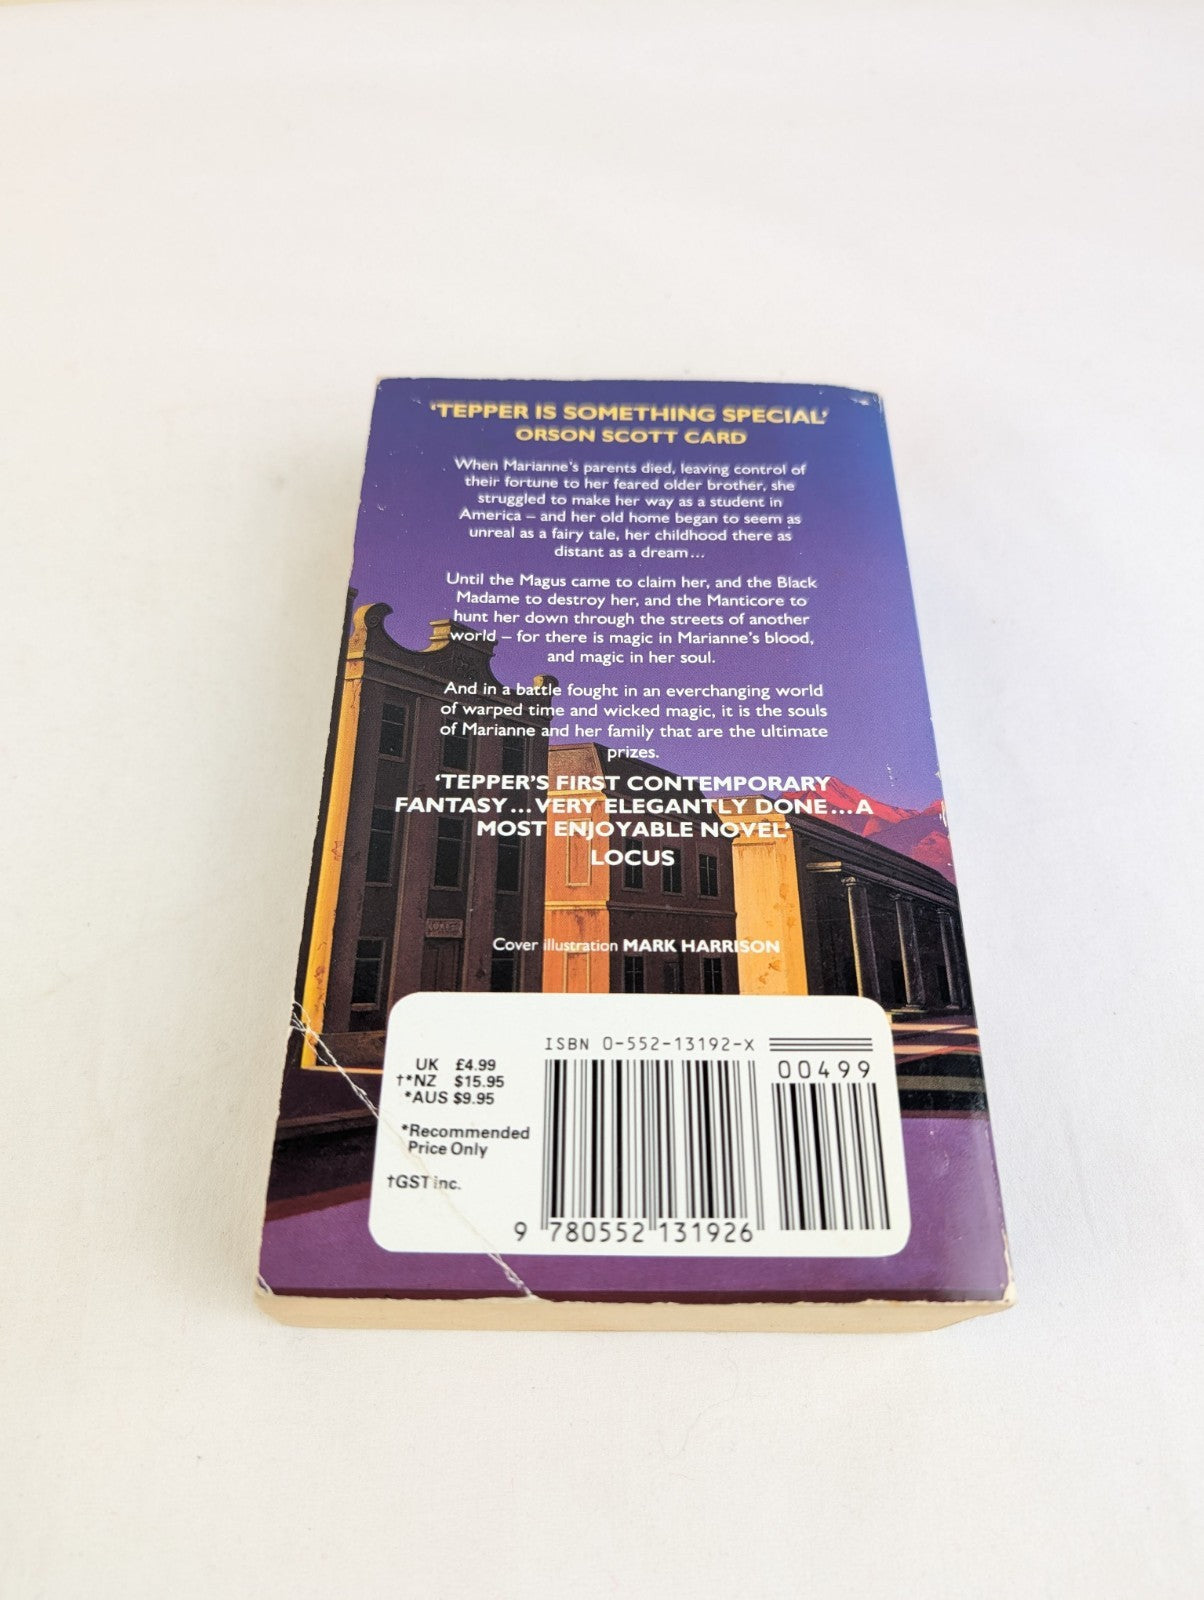 ‘TEPPER IS SOMETHING SPECIAL’
ORSON SCOTT CARD
When Marianne's parents died, leaving control of
their fortune to her feared older brother, she
struggled to make her way as a student in
America – and her old home began to seem as
unreal as a fairy tale, her childhood there as
distant as a dream...
Until the Magus came to claim her, and the Black
Madame to destroy her, and the Manticore to
hunt her down through the streets of another
world – for there is magic in Marianne's blood,
and magic in her soul.
And in a battle fought in an everchanging world
of warped time and wicked magic, it is the souls
of Marianne and her family that are the ultimate
prizes.
‘TEPPER'S FIRST CONTEMPORARY
FANTASY...VERY ELEGANTLY DONE...A
MOST ENJOYABLE NOVEL’
LOCUS
Cover illustration MARK HARRISON
ISBN 0-552-13192-X
00499
UK £4.99
†*NZ $15.95
*AUS $9.95
*Recommended
Price Only
†GST inc.
9 780552 131926